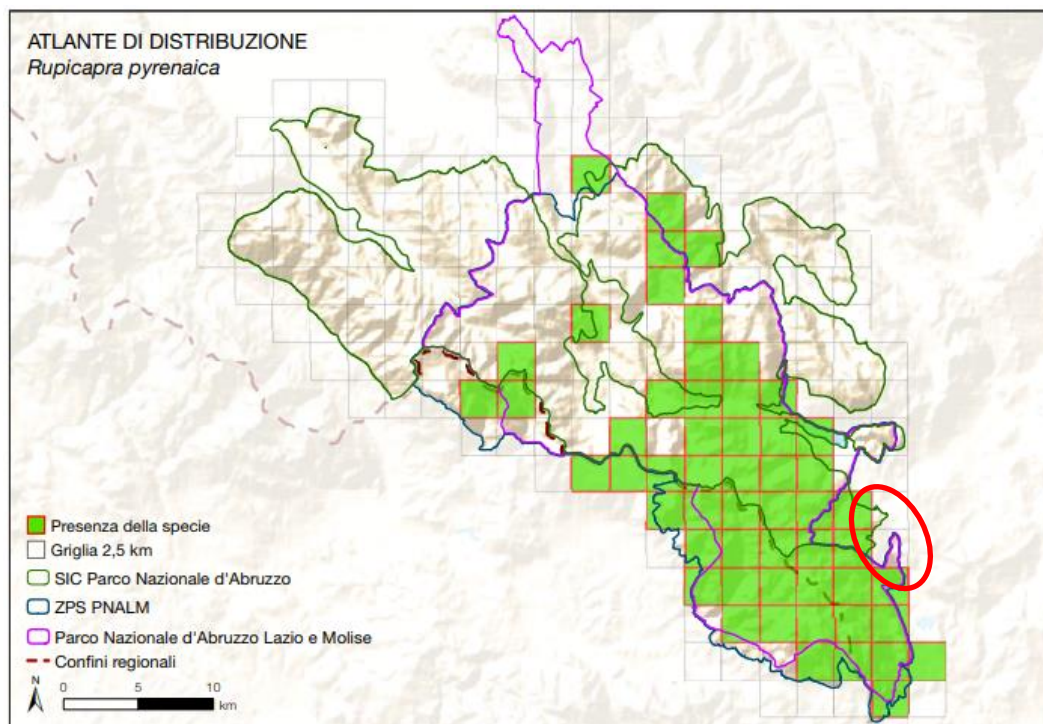 ATLANTE DI DISTRIBUZIONE
Rupicapra pyrenaica
Presenza della specie
Griglia 2,5 km
SIC Parco Nazionale d'Abruzzo
ZPS PNALM
Parco Nazionale d'Abruzzo Lazio e Molise
Confini regionali
N
0 5 10
km